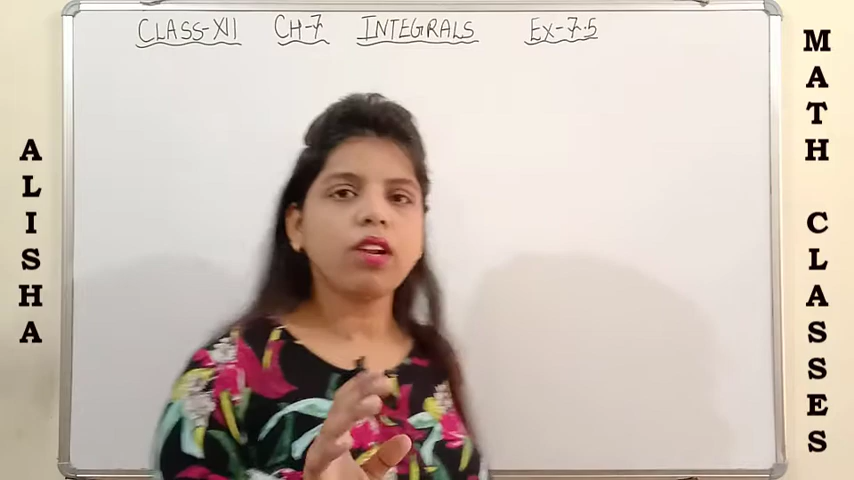 CLASS-XII CH-7 INTEGRALS EX-7.5
ALISHA
MATH CLASSES